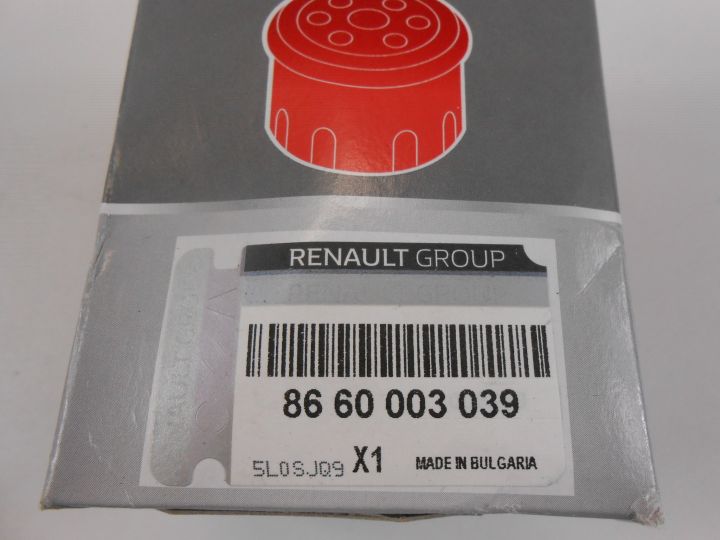 RENAULT GROUP
86 60 003 039
5L0SJQ9 X1 MADE IN BULGARIA